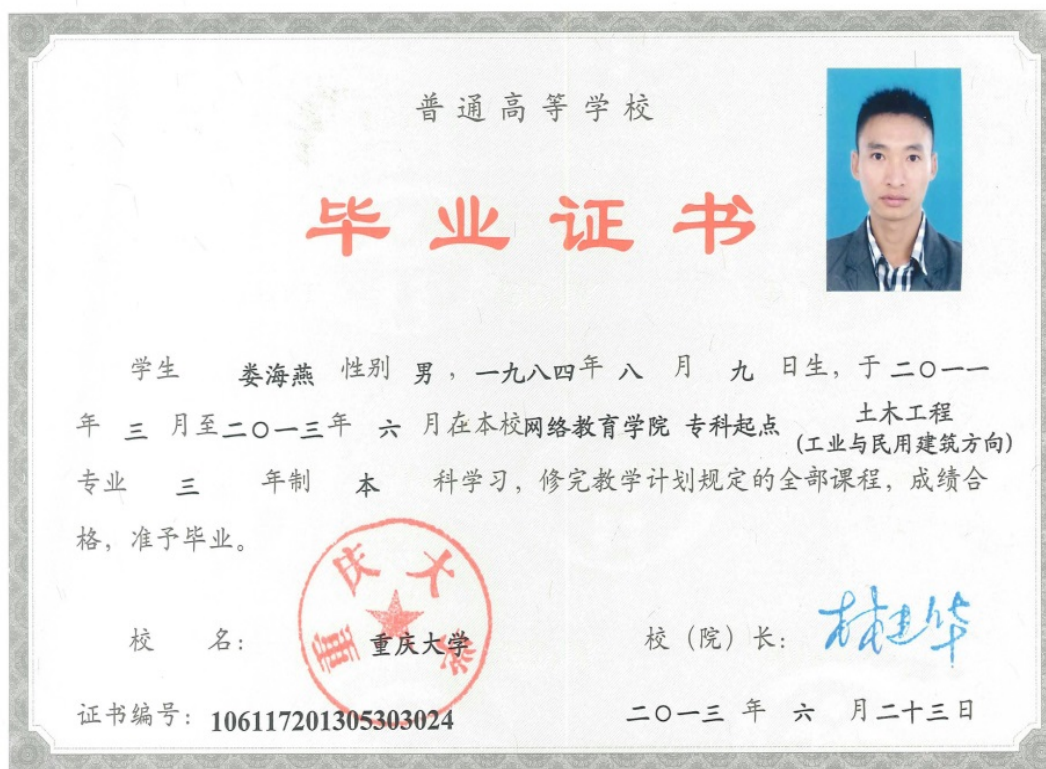 普通高等学校
毕业证书
学生 娄海燕 性别 男，一九八四年 八 月 九 日生，于二〇一一
年 三 月至二〇一三年 六 月在本校网络教育学院 专科起点 土木工程
(工业与民用建筑方向)
专业 三 年制 本 科学习，修完教学计划规定的全部课程，成绩合
格，准予毕业。
重庆大学
校 名： 重庆大学 校（院）长：
证书编号：106117201305303024 二〇一三 年 六 月二十三日